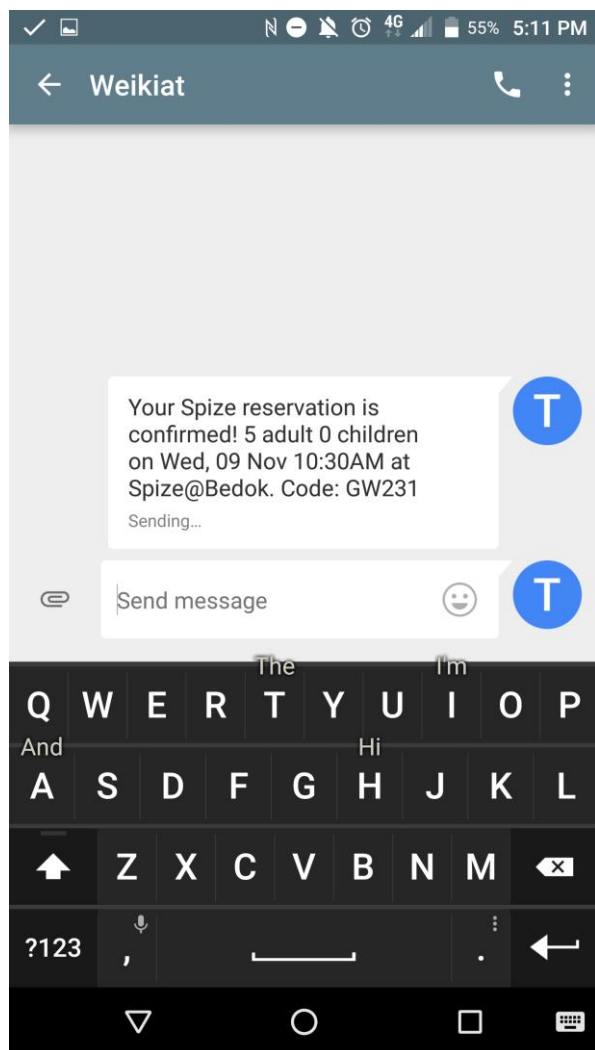 4G 55% 5:11 PM
Weikiat
Your Spize reservation is
confirmed! 5 adult 0 children
on Wed, 09 Nov 10:30AM at
Spize@Bedok. Code: GW231
Sending...
T
Send message
T
The I'm
Q W E R T Y U I O P
And Hi
A S D F G H J K L
Z X C V B N M
?123 , .